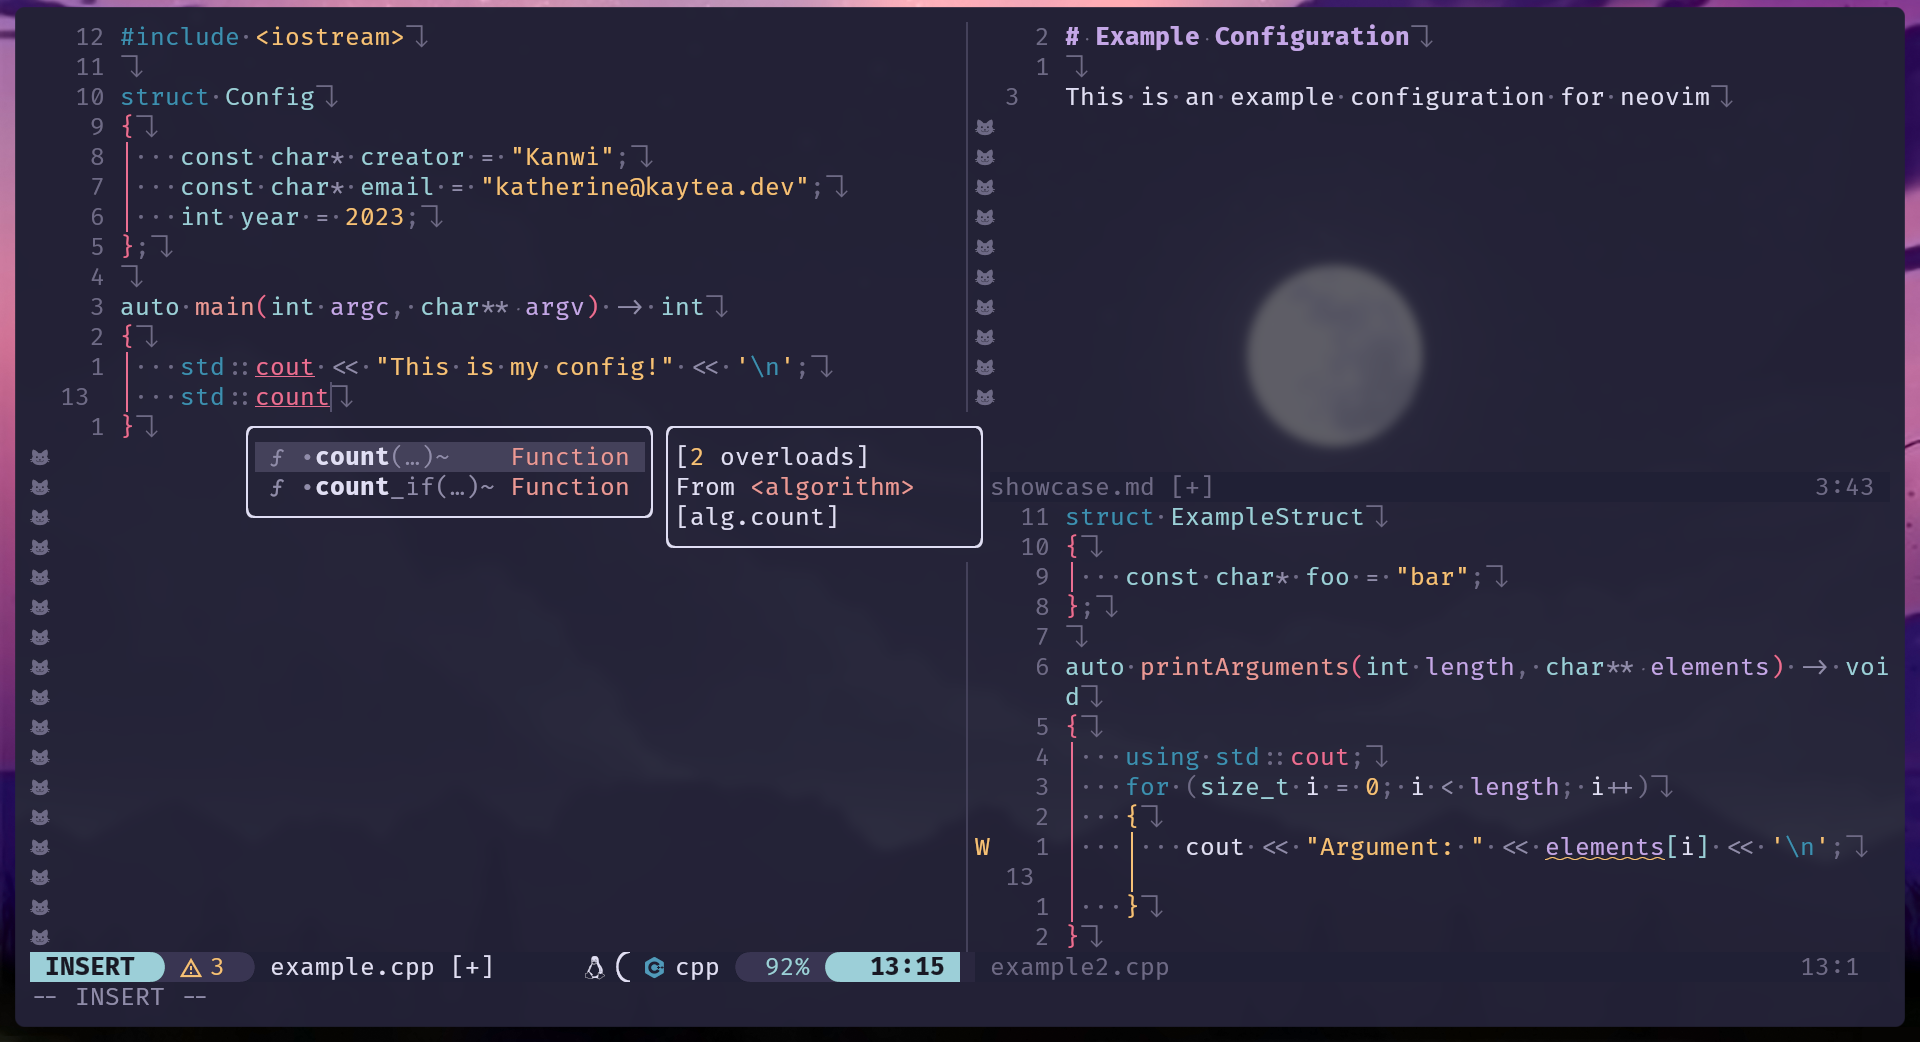 12 #include <iostream>
11
10 struct Config
9 {
8 const char* creator = "Kanwi";
7 const char* email = "katherine@kaytea.dev";
6 int year = 2023;
5 };
4
3 auto main(int argc, char** argv) -> int
2 {
1 std::cout << "This is my config!" << '\n';
13 std::count
1 }
ƒ •count(…)~ Function
ƒ •count_if(…)~ Function
[2 overloads]
From <algorithm>
[alg.count]
INSERT ⚠ 3 example.cpp [+] cpp 92% 13:15
-- INSERT --
2 # Example Configuration
1
3 This is an example configuration for neovim
showcase.md [+] 3:43
11 struct ExampleStruct
10 {
9 const char* foo = "bar";
8 };
7
6 auto printArguments(int length, char** elements) -> voi
d
5 {
4 using std::cout;
3 for (size_t i = 0; i < length; i++)
2 {
W 1 cout << "Argument: " << elements[i] << '\n';
13
1 }
2 }
example2.cpp 13:1